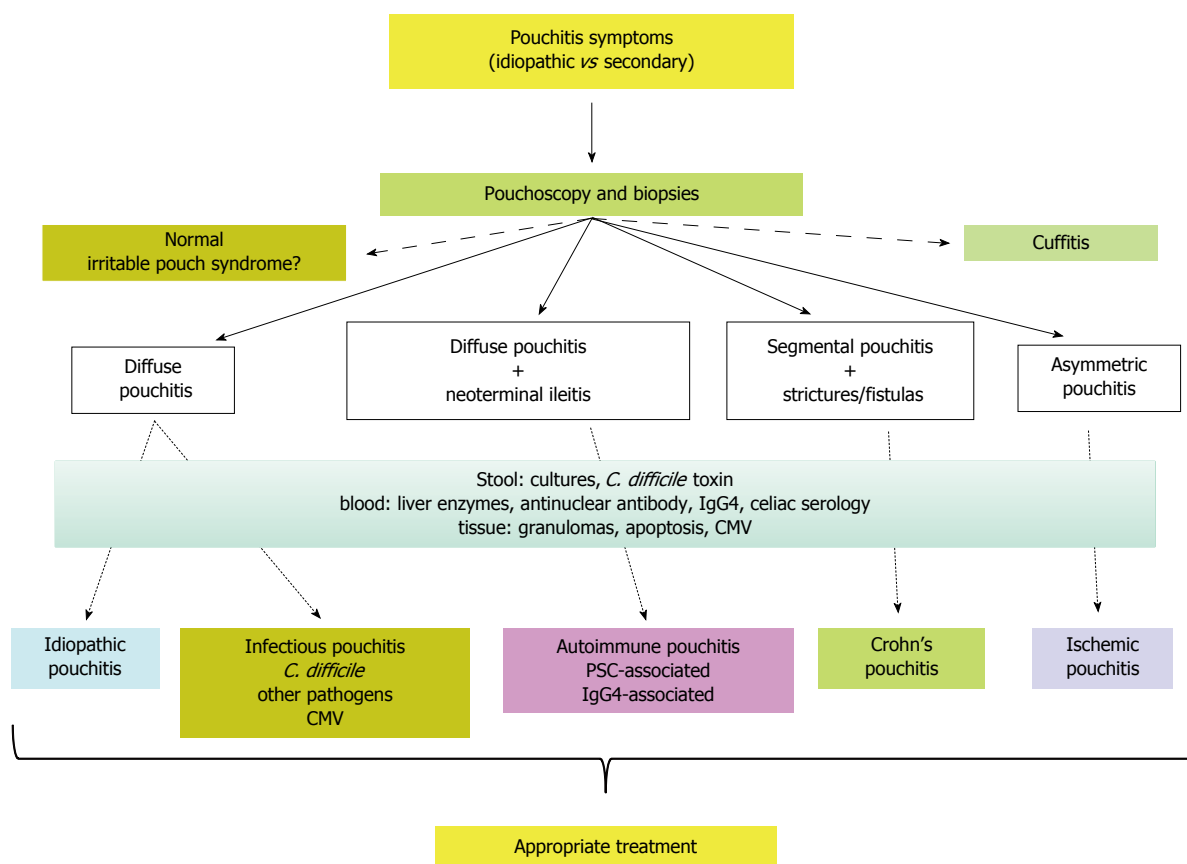 Pouchitis symptoms
(idiopathic vs secondary)
Pouchoscopy and biopsies
Normal
irritable pouch syndrome?
Cuffitis
Diffuse
pouchitis
Diffuse pouchitis
+
neoterminal ileitis
Segmental pouchitis
+
strictures/fistulas
Asymmetric
pouchitis
Stool: cultures, C. difficile toxin
blood: liver enzymes, antinuclear antibody, IgG4, celiac serology
tissue: granulomas, apoptosis, CMV
Idiopathic
pouchitis
Infectious pouchitis
C. difficile
other pathogens
CMV
Autoimmune pouchitis
PSC-associated
IgG4-associated
Crohn's
pouchitis
Ischemic
pouchitis
Appropriate treatment